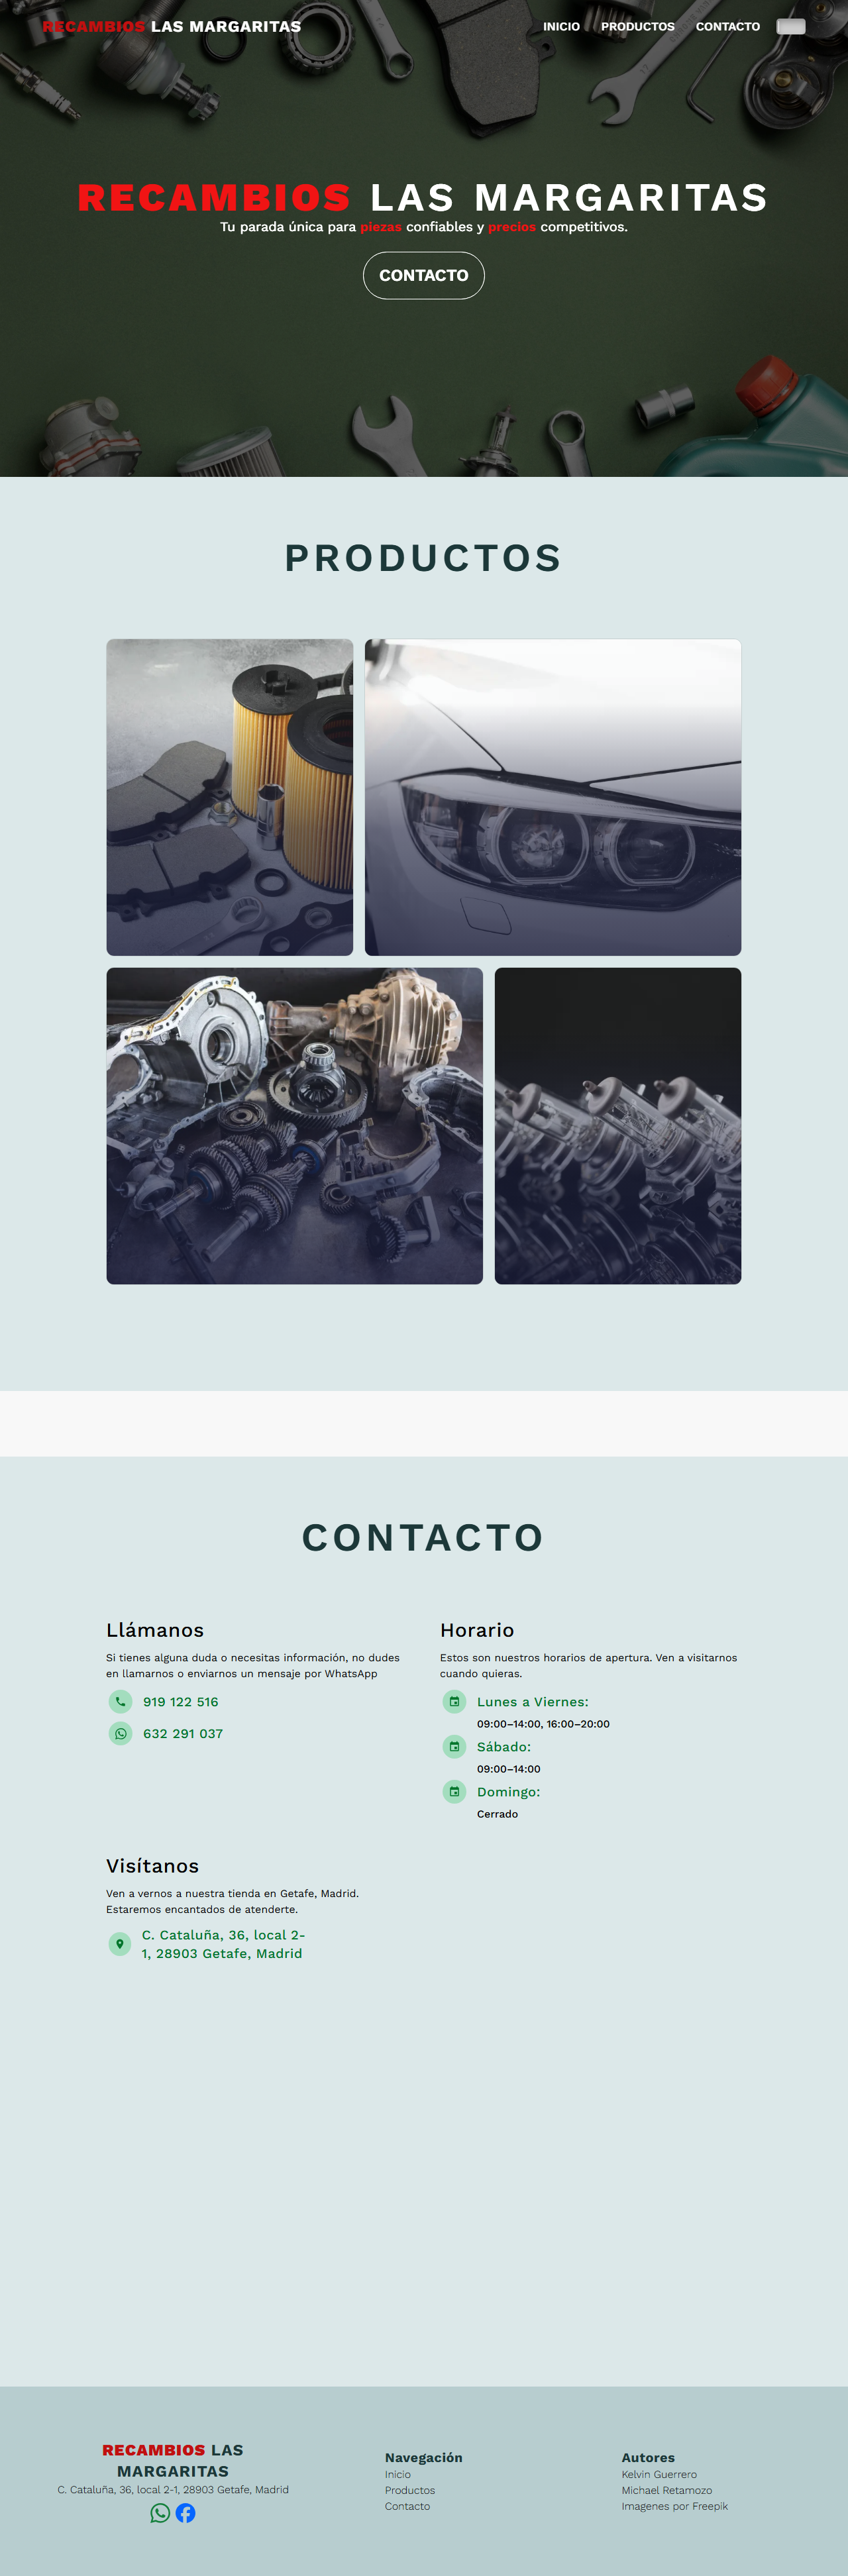 RECAMBIOS LAS MARGARITAS
INICIO PRODUCTOS CONTACTO
RECAMBIOS LAS MARGARITAS
Tu parada única para piezas confiables y precios competitivos.
CONTACTO
PRODUCTOS
CONTACTO
Llámanos
Si tienes alguna duda o necesitas información, no dudes
en llamarnos o enviarnos un mensaje por WhatsApp
919 122 516
632 291 037
Horario
Estos son nuestros horarios de apertura. Ven a visitarnos
cuando quieras.
Lunes a Viernes:
09:00–14:00, 16:00–20:00
Sábado:
09:00–14:00
Domingo:
Cerrado
Visítanos
Ven a vernos a nuestra tienda en Getafe, Madrid.
Estaremos encantados de atenderte.
C. Cataluña, 36, local 2-
1, 28903 Getafe, Madrid
RECAMBIOS LAS
MARGARITAS
C. Cataluña, 36, local 2-1, 28903 Getafe, Madrid
Navegación
Inicio
Productos
Contacto
Autores
Kelvin Guerrero
Michael Retamozo
Imagenes por Freepik